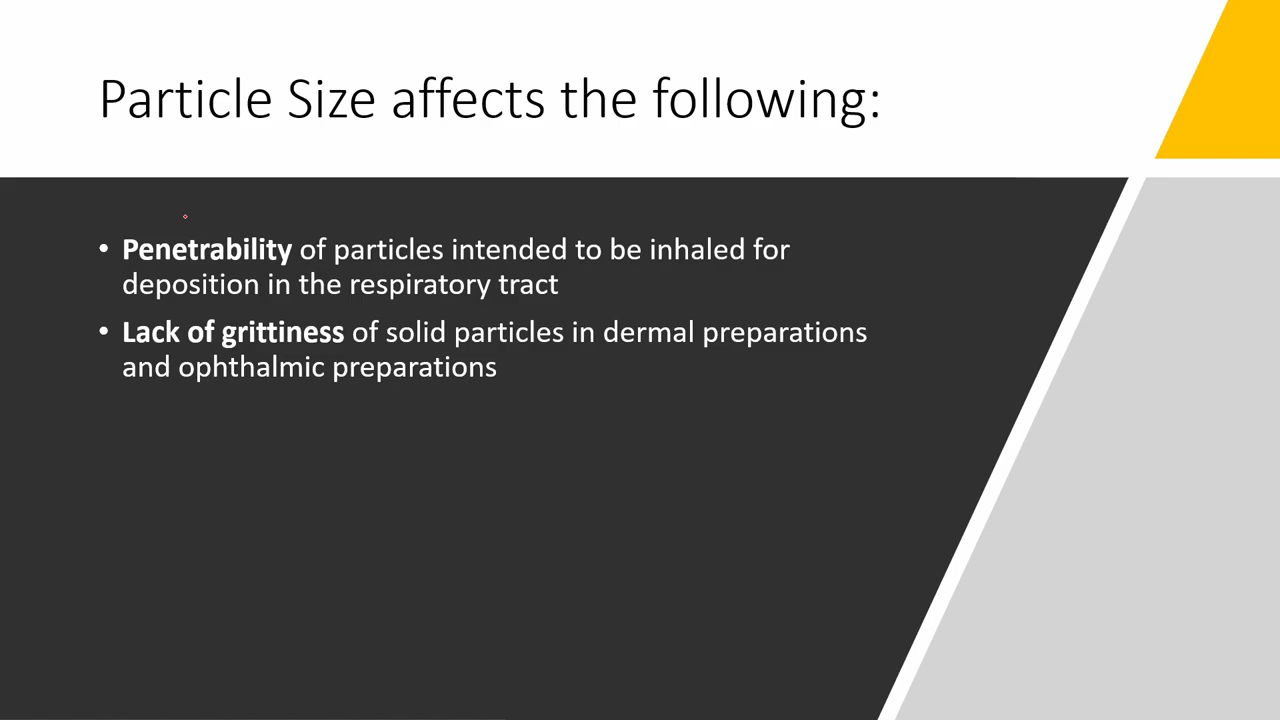 Particle Size affects the following:
• Penetrability of particles intended to be inhaled for
deposition in the respiratory tract
• Lack of grittiness of solid particles in dermal preparations
and ophthalmic preparations